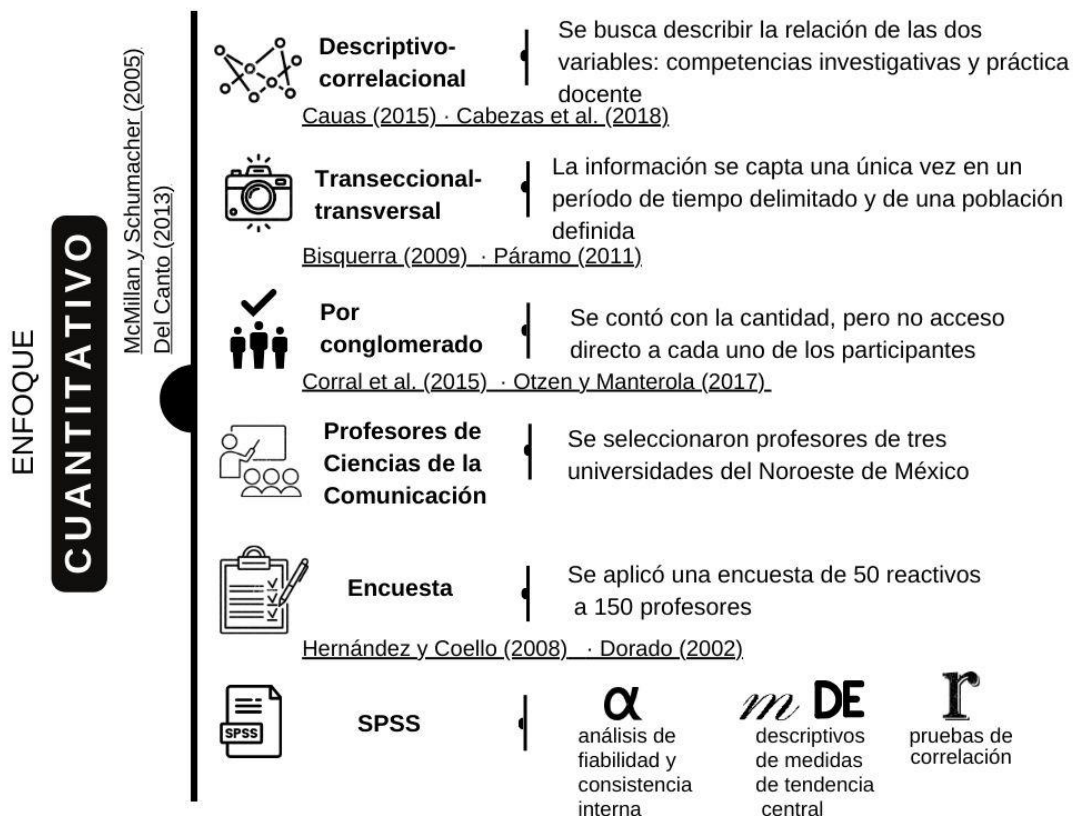 ENFOQUE
CUANTITATIVO
McMillan y Schumacher (2005)
Del Canto (2013)
Descriptivo-
correlacional
Se busca describir la relación de las dos
variables: competencias investigativas y práctica
docente
Cauas (2015) · Cabezas et al. (2018)
Transeccional-
transversal
La información se capta una única vez en un
período de tiempo delimitado y de una población
definida
Bisquerra (2009) · Páramo (2011)
Por
conglomerado
Se contó con la cantidad, pero no acceso
directo a cada uno de los participantes
Corral et al. (2015) · Otzen y Manterola (2017)
Profesores de
Ciencias de la
Comunicación
Se seleccionaron profesores de tres
universidades del Noroeste de México
Encuesta
Se aplicó una encuesta de 50 reactivos
a 150 profesores
Hernández y Coello (2008) · Dorado (2002)
SPSS
SPSS
α
análisis de
fiabilidad y
consistencia
interna
m DE
descriptivos
de medidas
de tendencia
central
r
pruebas de
correlación